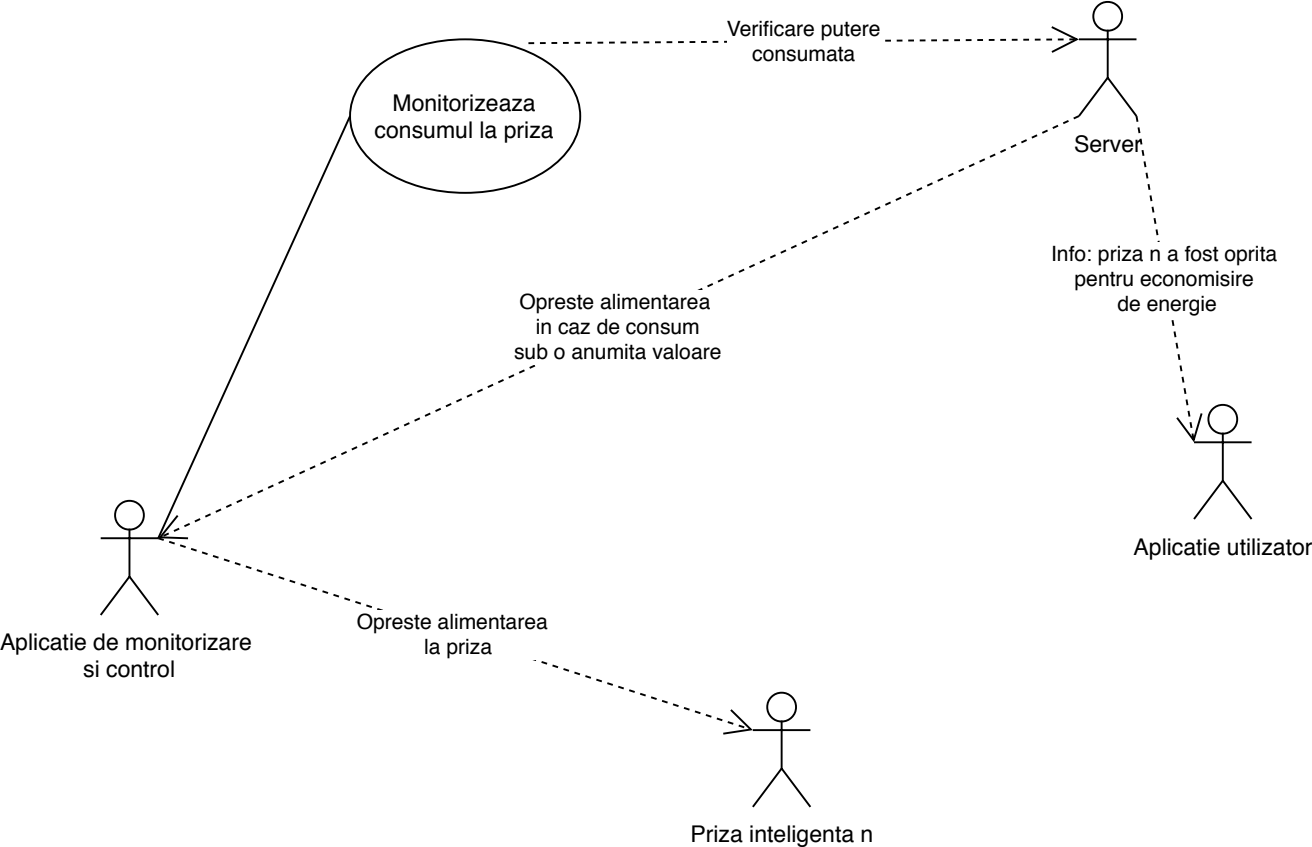 Verificare putere
consumata
Monitorizeaza
consumul la priza
Server
Info: priza n a fost oprita
pentru economisire
de energie
Opreste alimentarea
in caz de consum
sub o anumita valoare
Aplicatie utilizator
Opreste alimentarea
la priza
Aplicatie de monitorizare
si control
Priza inteligenta n